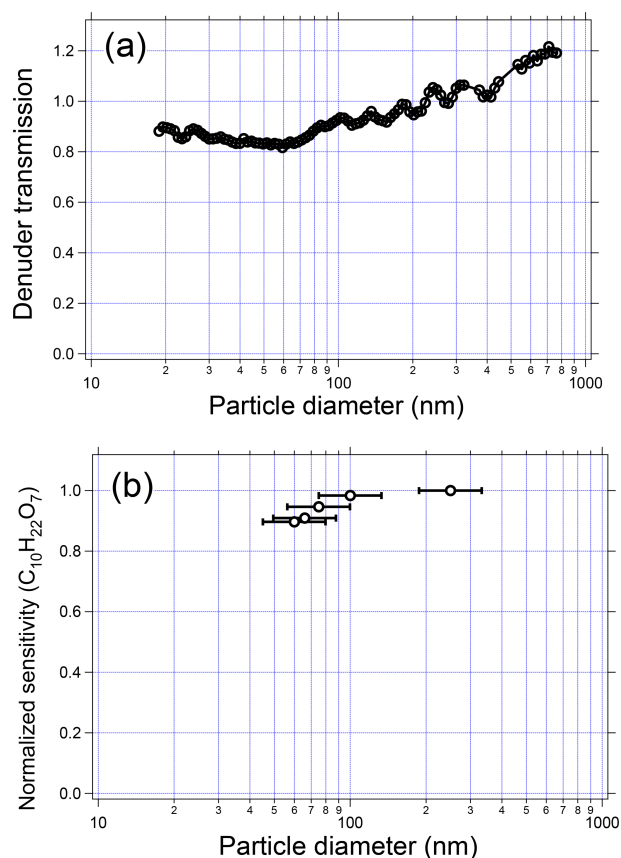 (a)
Denuder transmission
1.2
1.0
0.8
0.6
0.4
0.2
0.0
10 2 3 4 5 6 7 8 9 100 2 3 4 5 6 7 8 9 1000
Particle diameter (nm)
(b)
Normalized sensitivity (C₁₀H₂₂O₇)
1.0
0.8
0.6
0.4
0.2
0.0
10 2 3 4 5 6 7 8 9 100 2 3 4 5 6 7 8 9 1000
Particle diameter (nm)